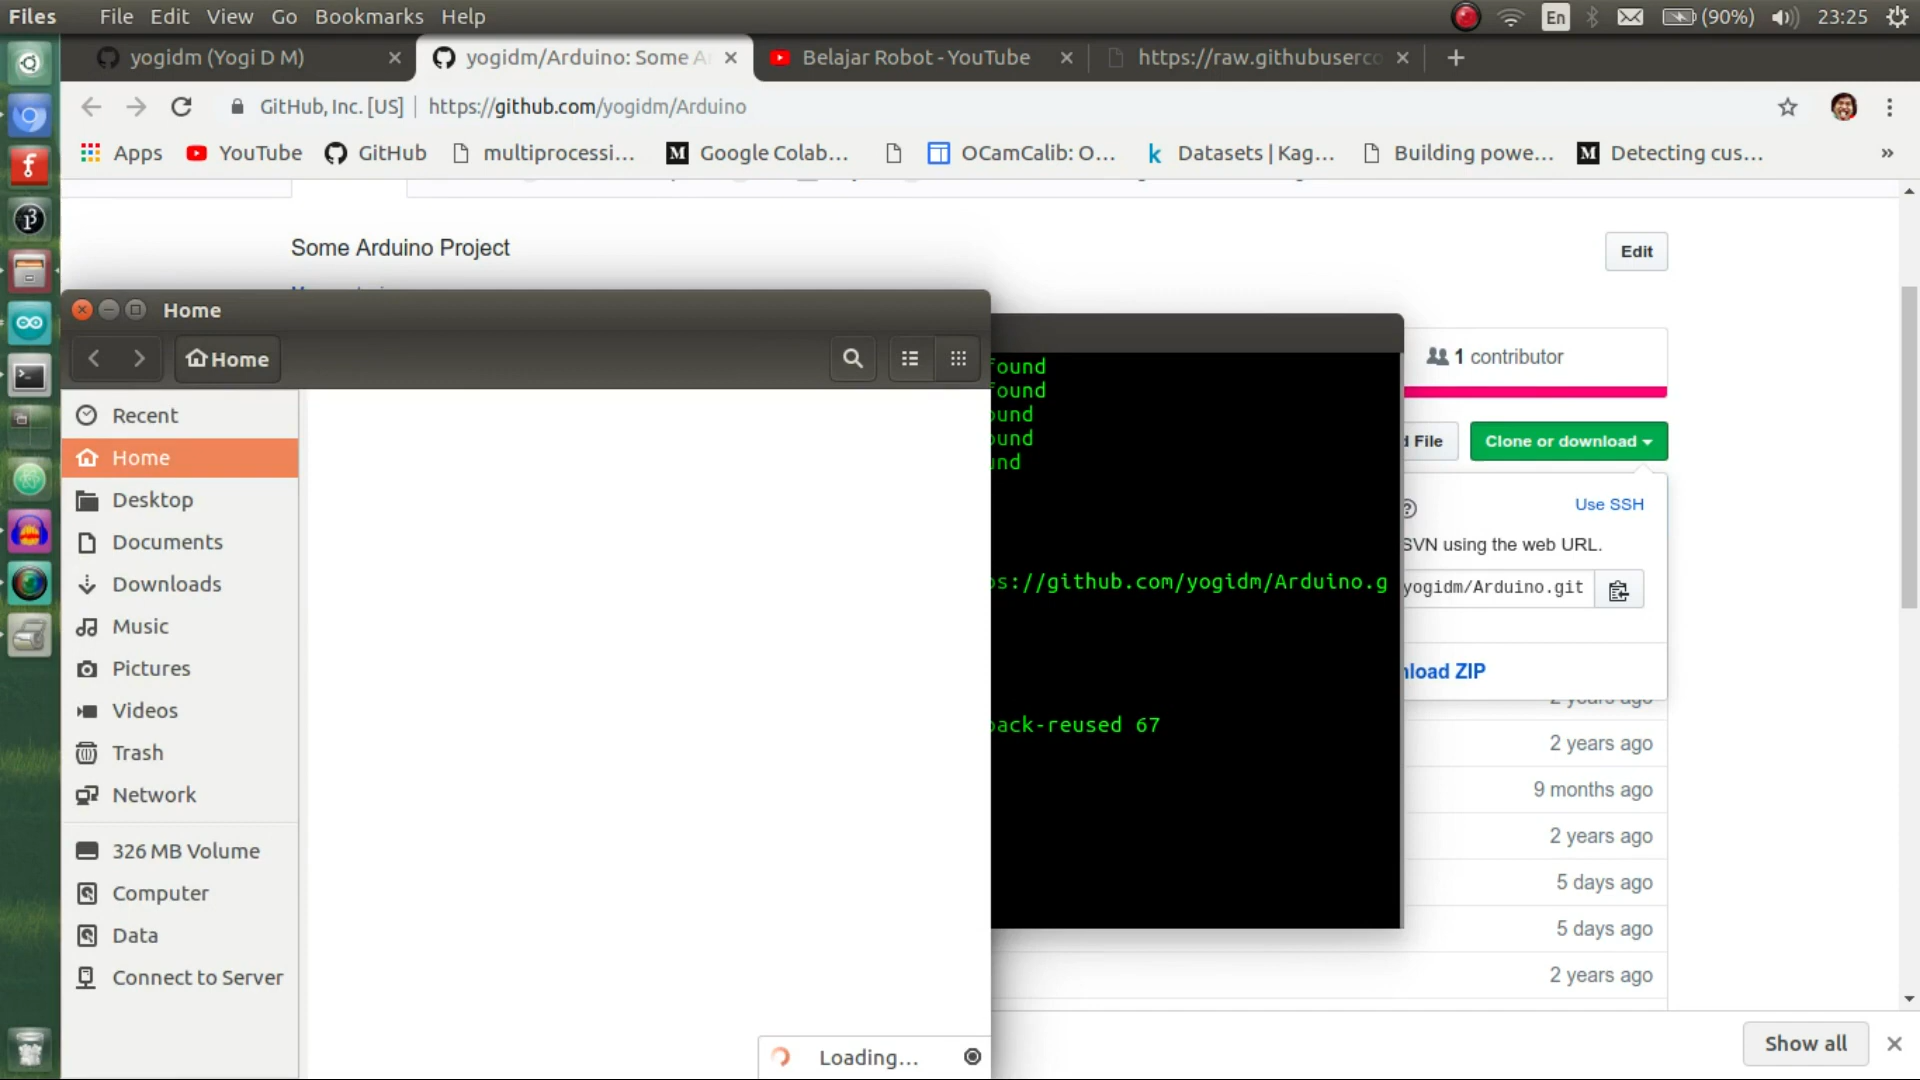 Files File Edit View Go Bookmarks Help En (90%) 23:25
yogidm (Yogi D M) yogidm/Arduino: Some A Belajar Robot - YouTube https://raw.githubuserco
GitHub, Inc. [US] https://github.com/yogidm/Arduino
Apps YouTube GitHub multiprocessi... Google Colab... OCamCalib: O... Datasets | Kag... Building powe... Detecting cus... »
Some Arduino Project
Edit
Home
Home
Recent
Home
Desktop
Documents
Downloads
Music
Pictures
Videos
Trash
Network
326 MB Volume
Computer
Data
Connect to Server
Loading...
ound
ound
ound
ound
nd
s://github.com/yogidm/Arduino.g
ack-reused 67
1 contributor
File Clone or download
Use SSH
SVN using the web URL.
yogidm/Arduino.git
load ZIP
2 years ago
2 years ago
9 months ago
2 years ago
5 days ago
5 days ago
2 years ago
Show all